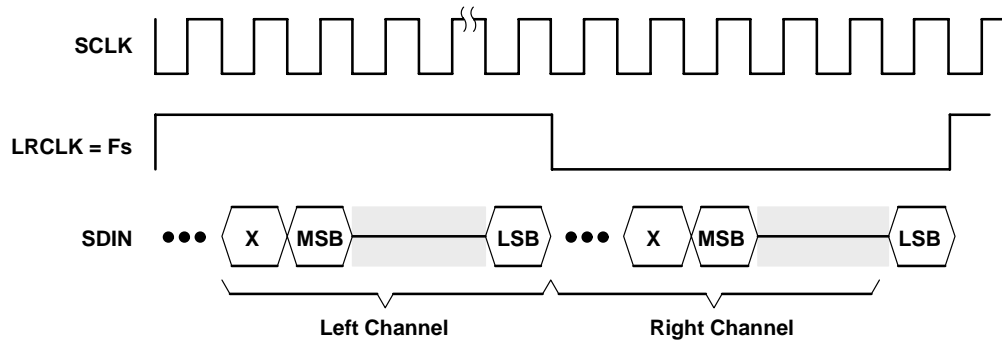 SCLK
LRCLK = Fs
SDIN ●●● X MSB LSB ●●● X MSB LSB
Left Channel Right Channel